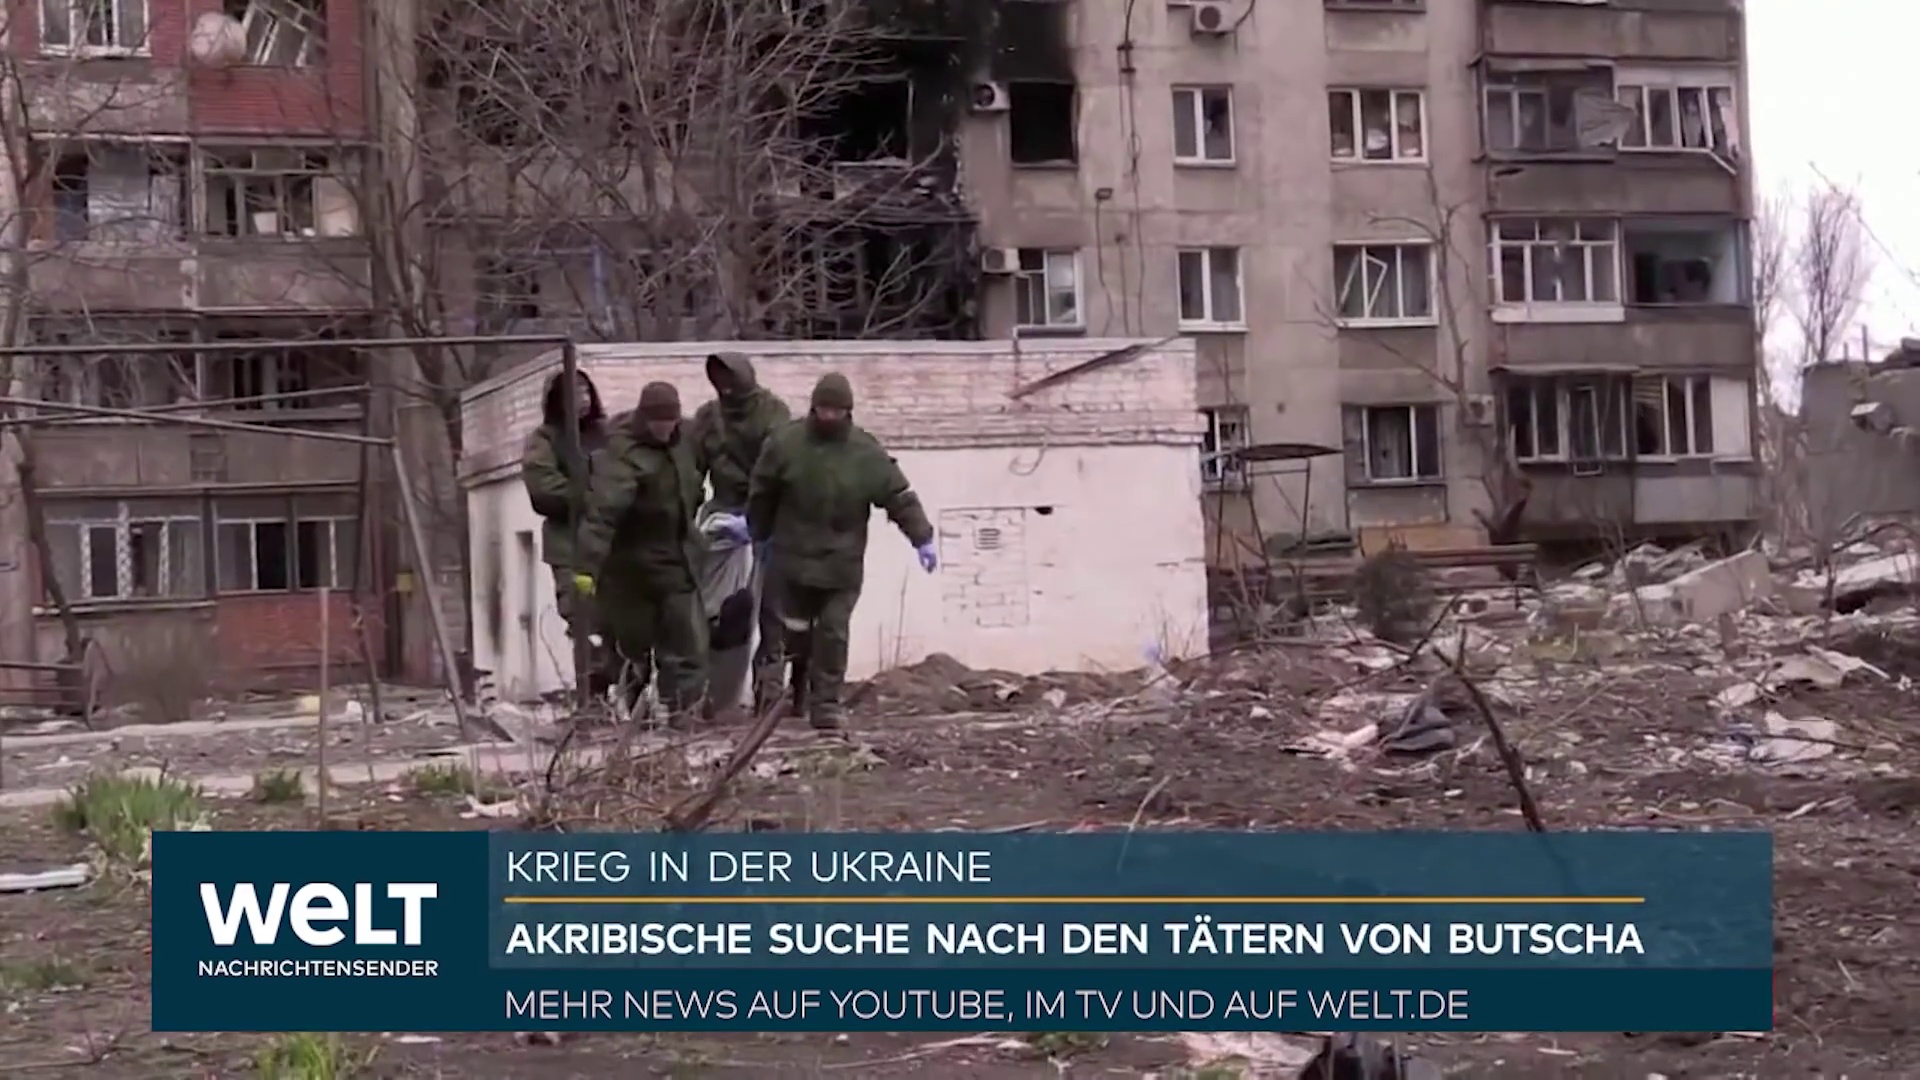 KRIEG IN DER UKRAINE
WELT
NACHRICHTENSENDER
AKRIBISCHE SUCHE NACH DEN TÄTERN VON BUTSCHA
MEHR NEWS AUF YOUTUBE, IM TV UND AUF WELT.DE